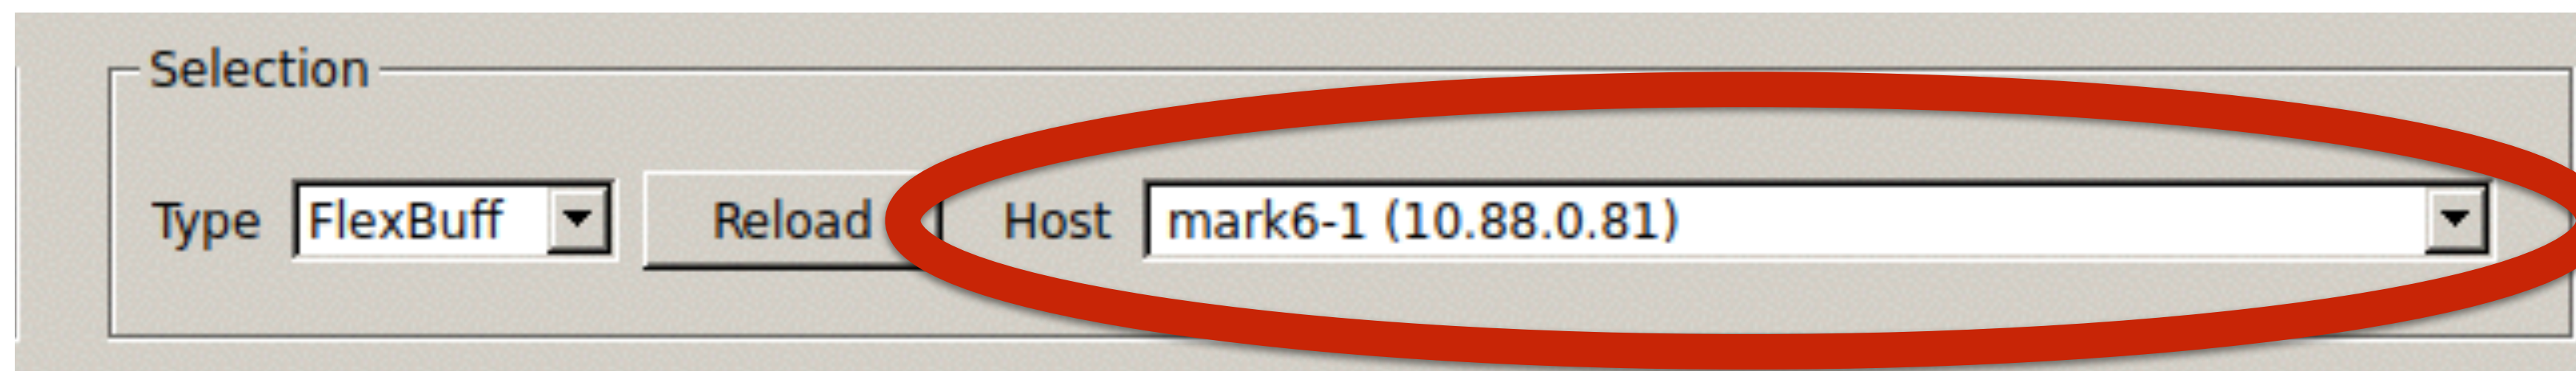 Selection
Type FlexBuff Reload Host mark6-1 (10.88.0.81)